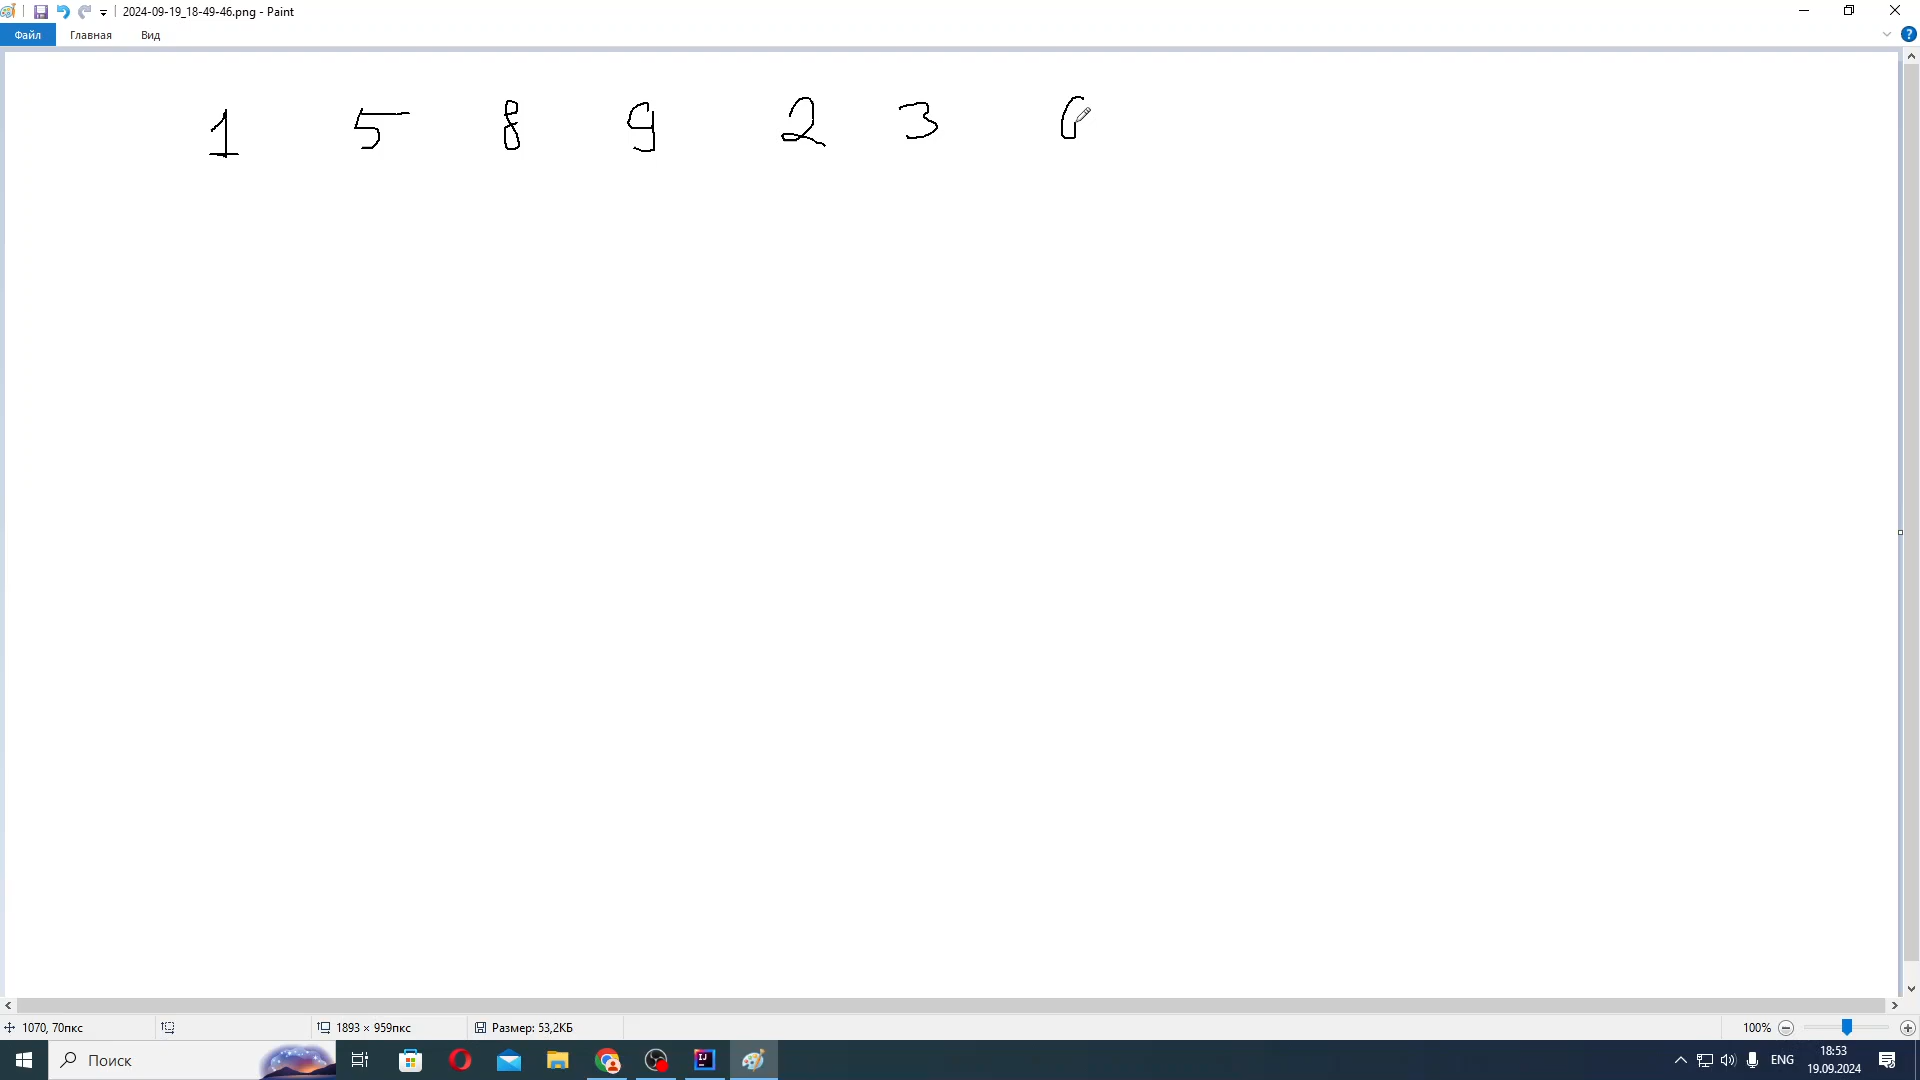 2024-09-19_18-49-46.png - Paint
Файл Главная Вид
1 5 8 9 2 3
1070, 70пкс 1893 × 959пкс Размер: 53,2КБ 100%
Поиск ENG 18:53
19.09.2024